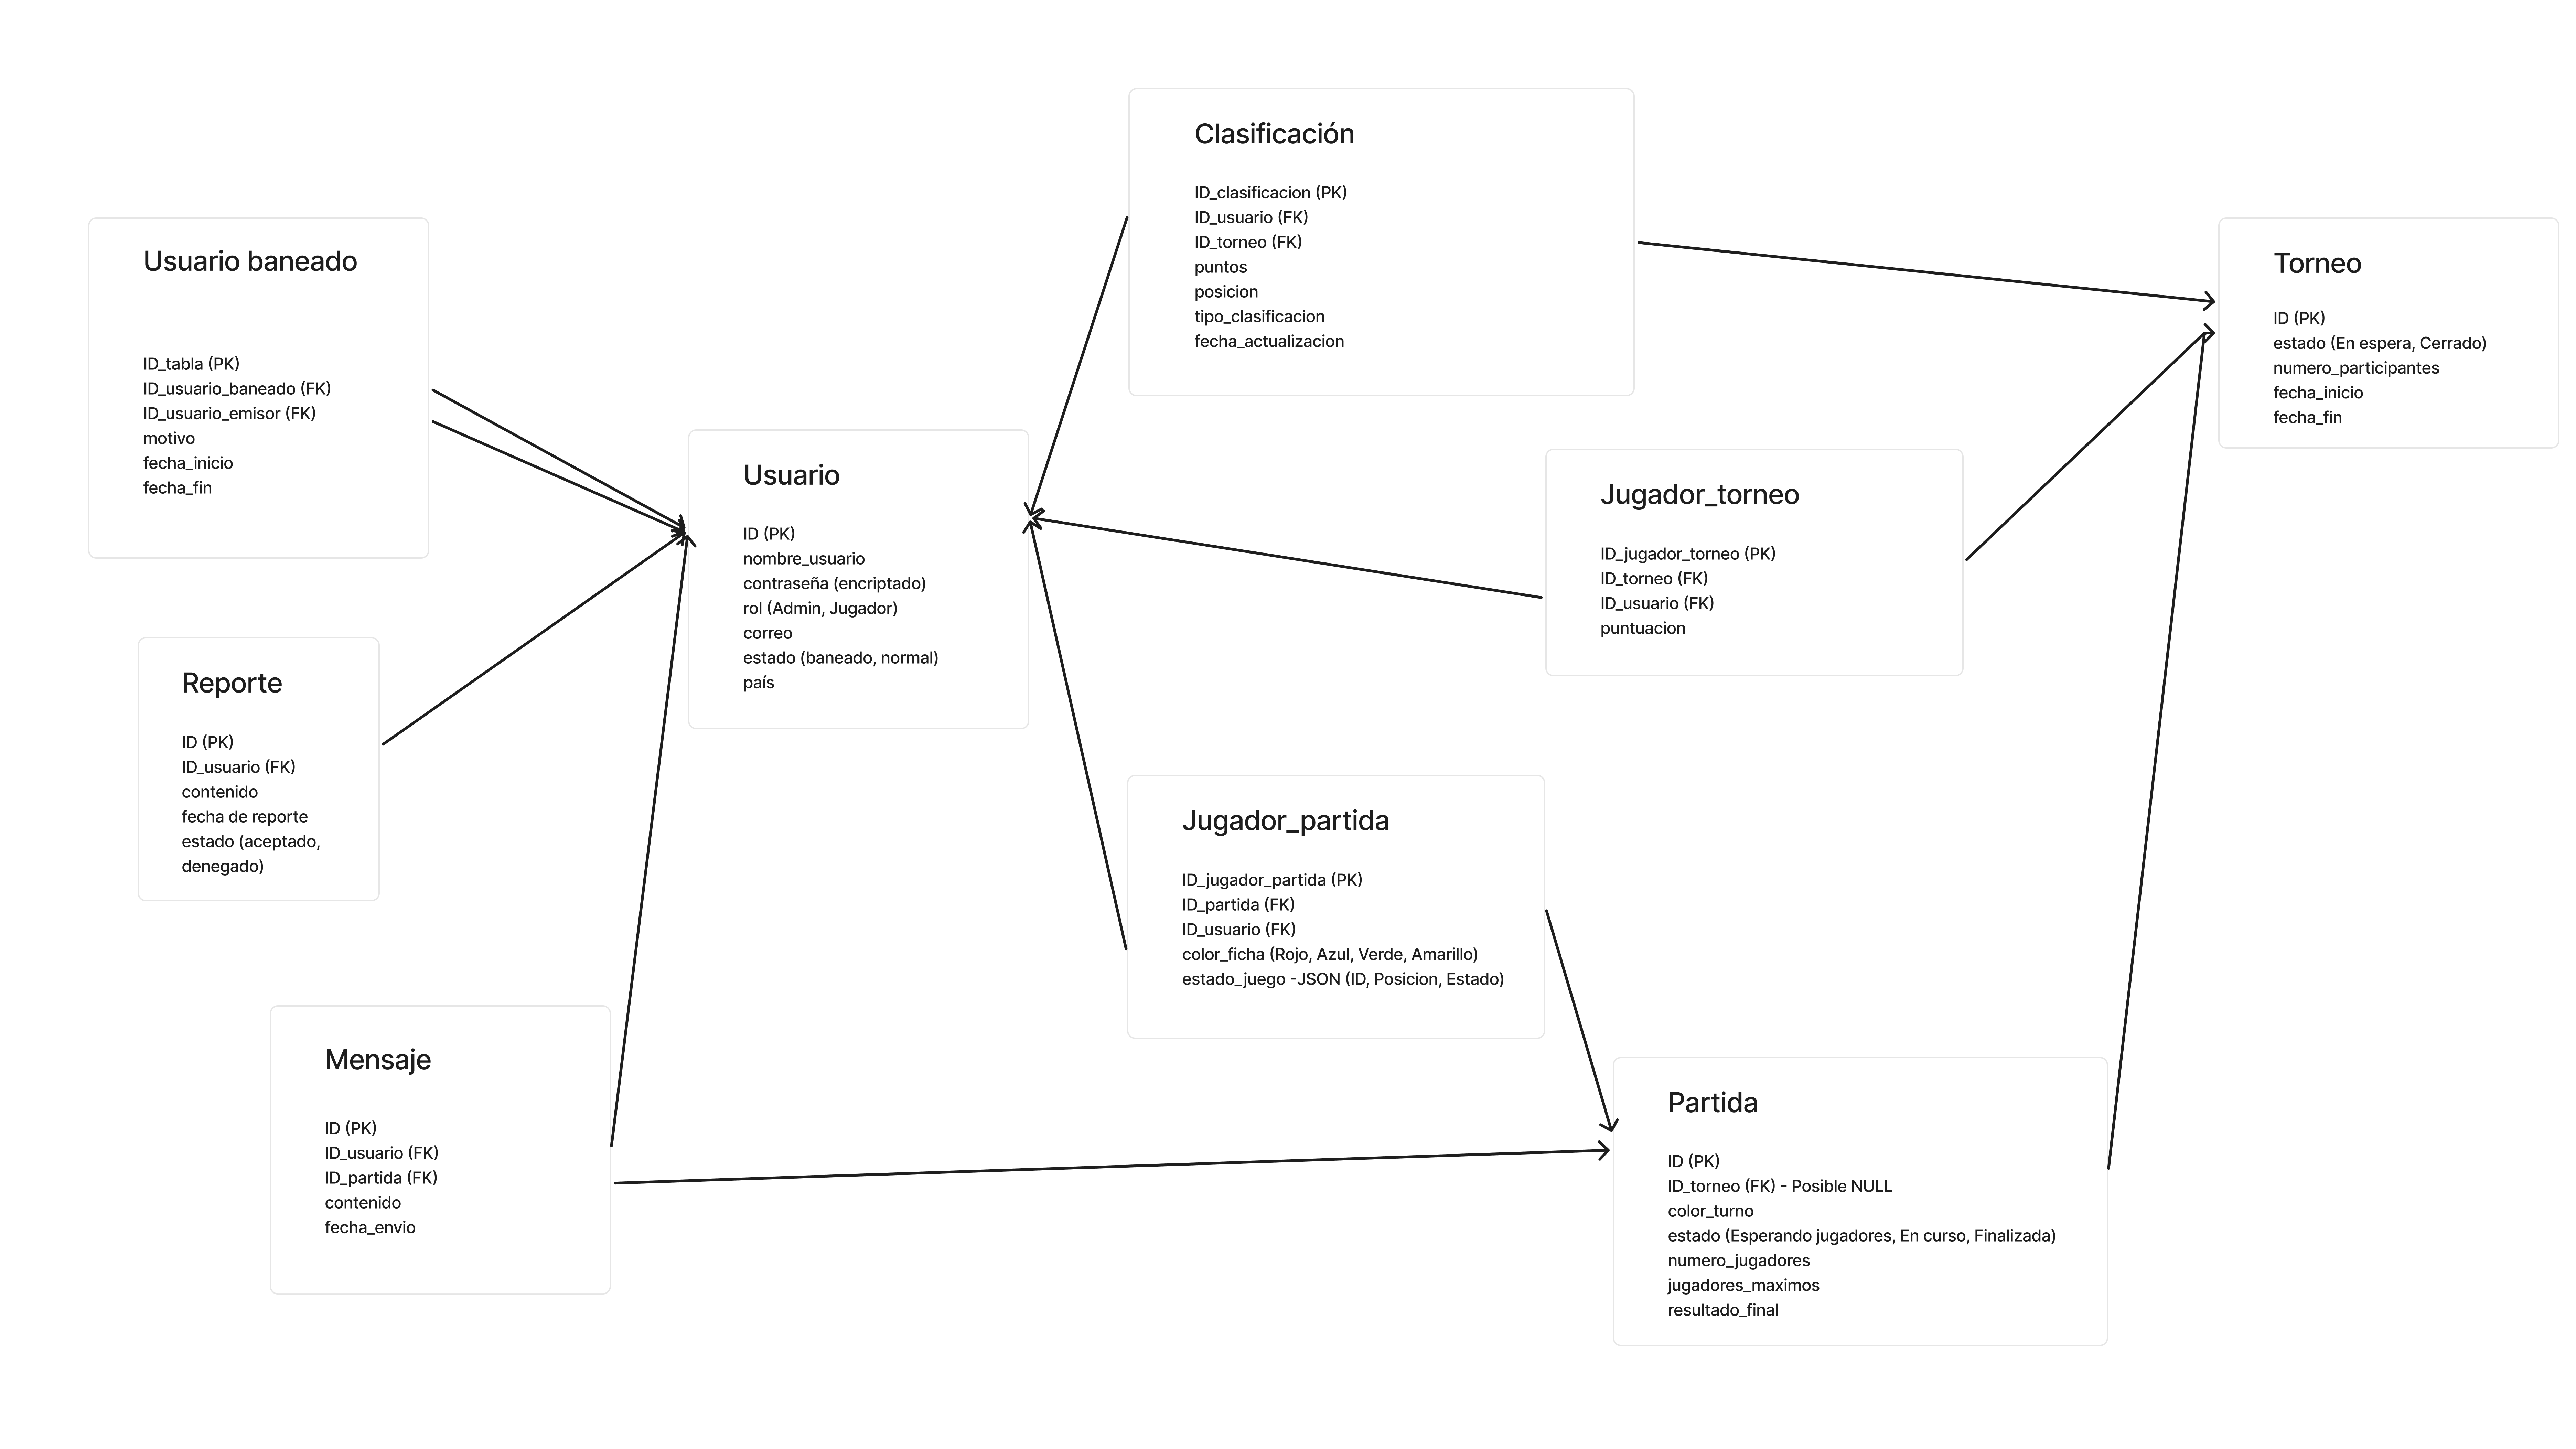 Usuario baneado
ID_tabla (PK)
ID_usuario_baneado (FK)
ID_usuario_emisor (FK)
motivo
fecha_inicio
fecha_fin
Reporte
ID (PK)
ID_usuario (FK)
contenido
fecha de reporte
estado (aceptado,
denegado)
Mensaje
ID (PK)
ID_usuario (FK)
ID_partida (FK)
contenido
fecha_envio
Usuario
ID (PK)
nombre_usuario
contraseña (encriptado)
rol (Admin, Jugador)
correo
estado (baneado, normal)
país
Clasificación
ID_clasificacion (PK)
ID_usuario (FK)
ID_torneo (FK)
puntos
posicion
tipo_clasificacion
fecha_actualizacion
Jugador_torneo
ID_jugador_torneo (PK)
ID_torneo (FK)
ID_usuario (FK)
puntuacion
Jugador_partida
ID_jugador_partida (PK)
ID_partida (FK)
ID_usuario (FK)
color_ficha (Rojo, Azul, Verde, Amarillo)
estado_juego -JSON (ID, Posicion, Estado)
Partida
ID (PK)
ID_torneo (FK) - Posible NULL
color_turno
estado (Esperando jugadores, En curso, Finalizada)
numero_jugadores
jugadores_maximos
resultado_final
Torneo
ID (PK)
estado (En espera, Cerrado)
numero_participantes
fecha_inicio
fecha_fin